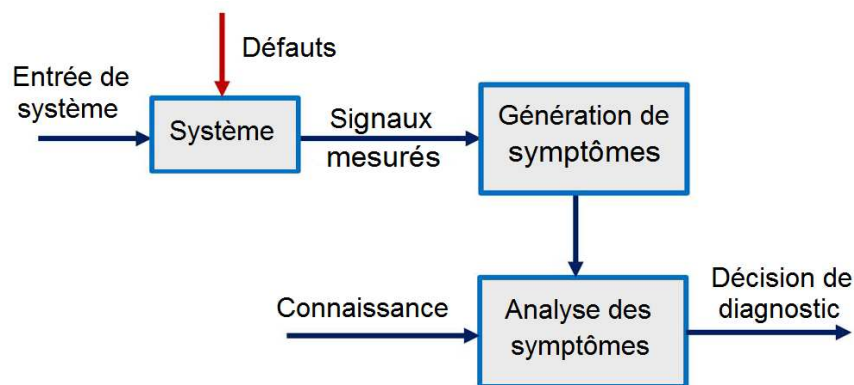 Défauts
Entrée de
système
Système
Signaux
mesurés
Génération de
symptômes
Connaissance
Analyse des
symptômes
Décision de
diagnostic